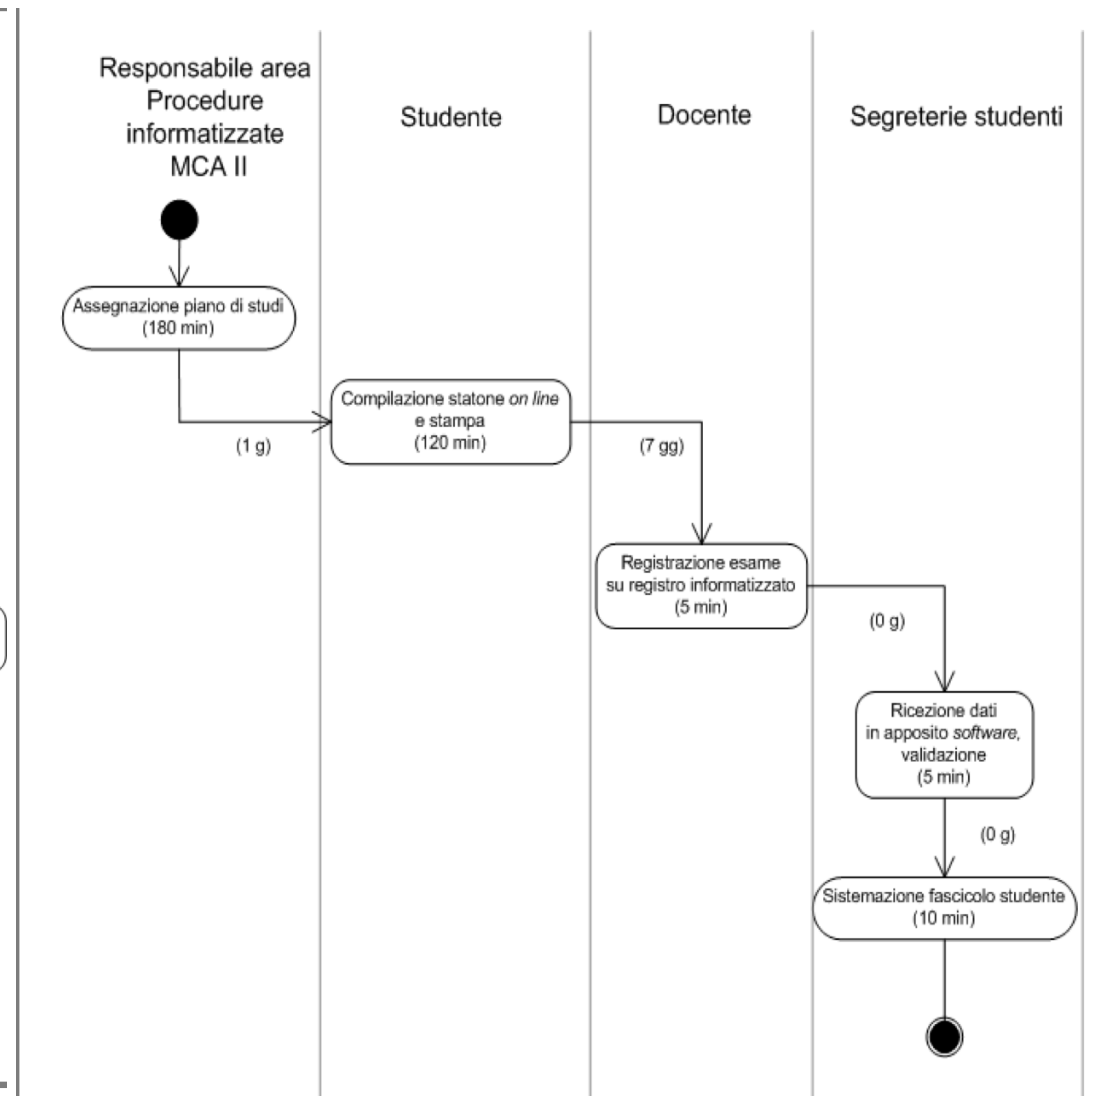 Responsabile area
Procedure
informatizzate
MCA II
Studente
Docente
Segreterie studenti
Assegnazione piano di studi
(180 min)
(1 g)
Compilazione statone on line
e stampa
(120 min)
(7 gg)
Registrazione esame
su registro informatizzato
(5 min)
(0 g)
Ricezione dati
in apposito software,
validazione
(5 min)
(0 g)
Sistemazione fascicolo studente
(10 min)